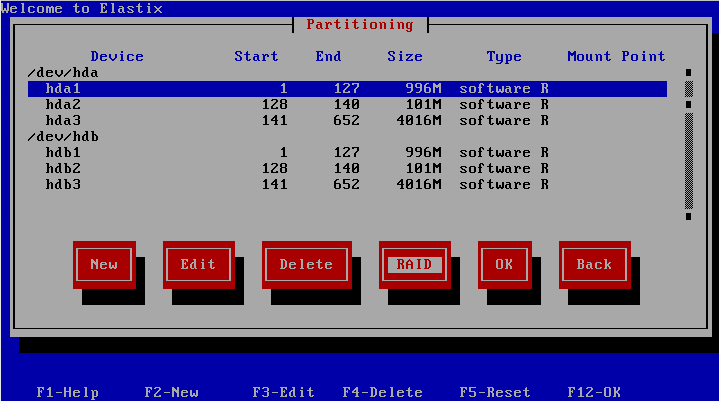 Welcome to Elastix
Partitioning
Device Start End Size Type Mount Point
/dev/hda
hda1 1 127 996M software R
hda2 128 140 101M software R
hda3 141 652 4016M software R
/dev/hdb
hdb1 1 127 996M software R
hdb2 128 140 101M software R
hdb3 141 652 4016M software R
New Edit Delete RAID OK Back
F1-Help F2-New F3-Edit F4-Delete F5-Reset F12-OK